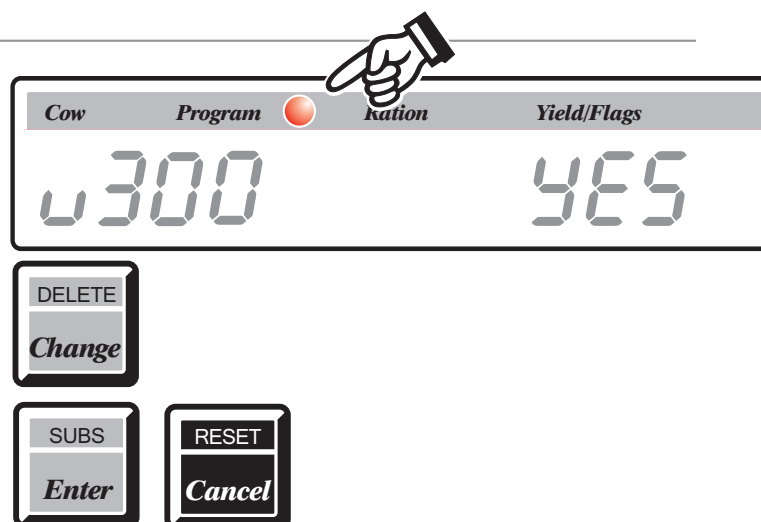 Cow Program Ration Yield/Flags
u300 YES
DELETE
Change
SUBS RESET
Enter Cancel